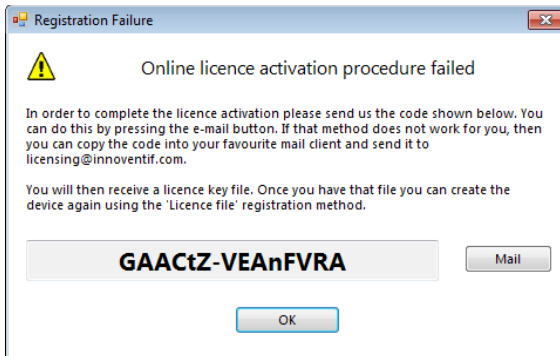 Registration Failure
Online licence activation procedure failed
In order to complete the licence activation please send us the code shown below. You
can do this by pressing the e-mail button. If that method does not work for you, then
you can copy the code into your favourite mail client and send it to
licensing@innoventif.com.
You will then receive a licence key file. Once you have that file you can create the
device again using the 'Licence file' registration method.
GAACtZ-VEAnFVRA
Mail
OK